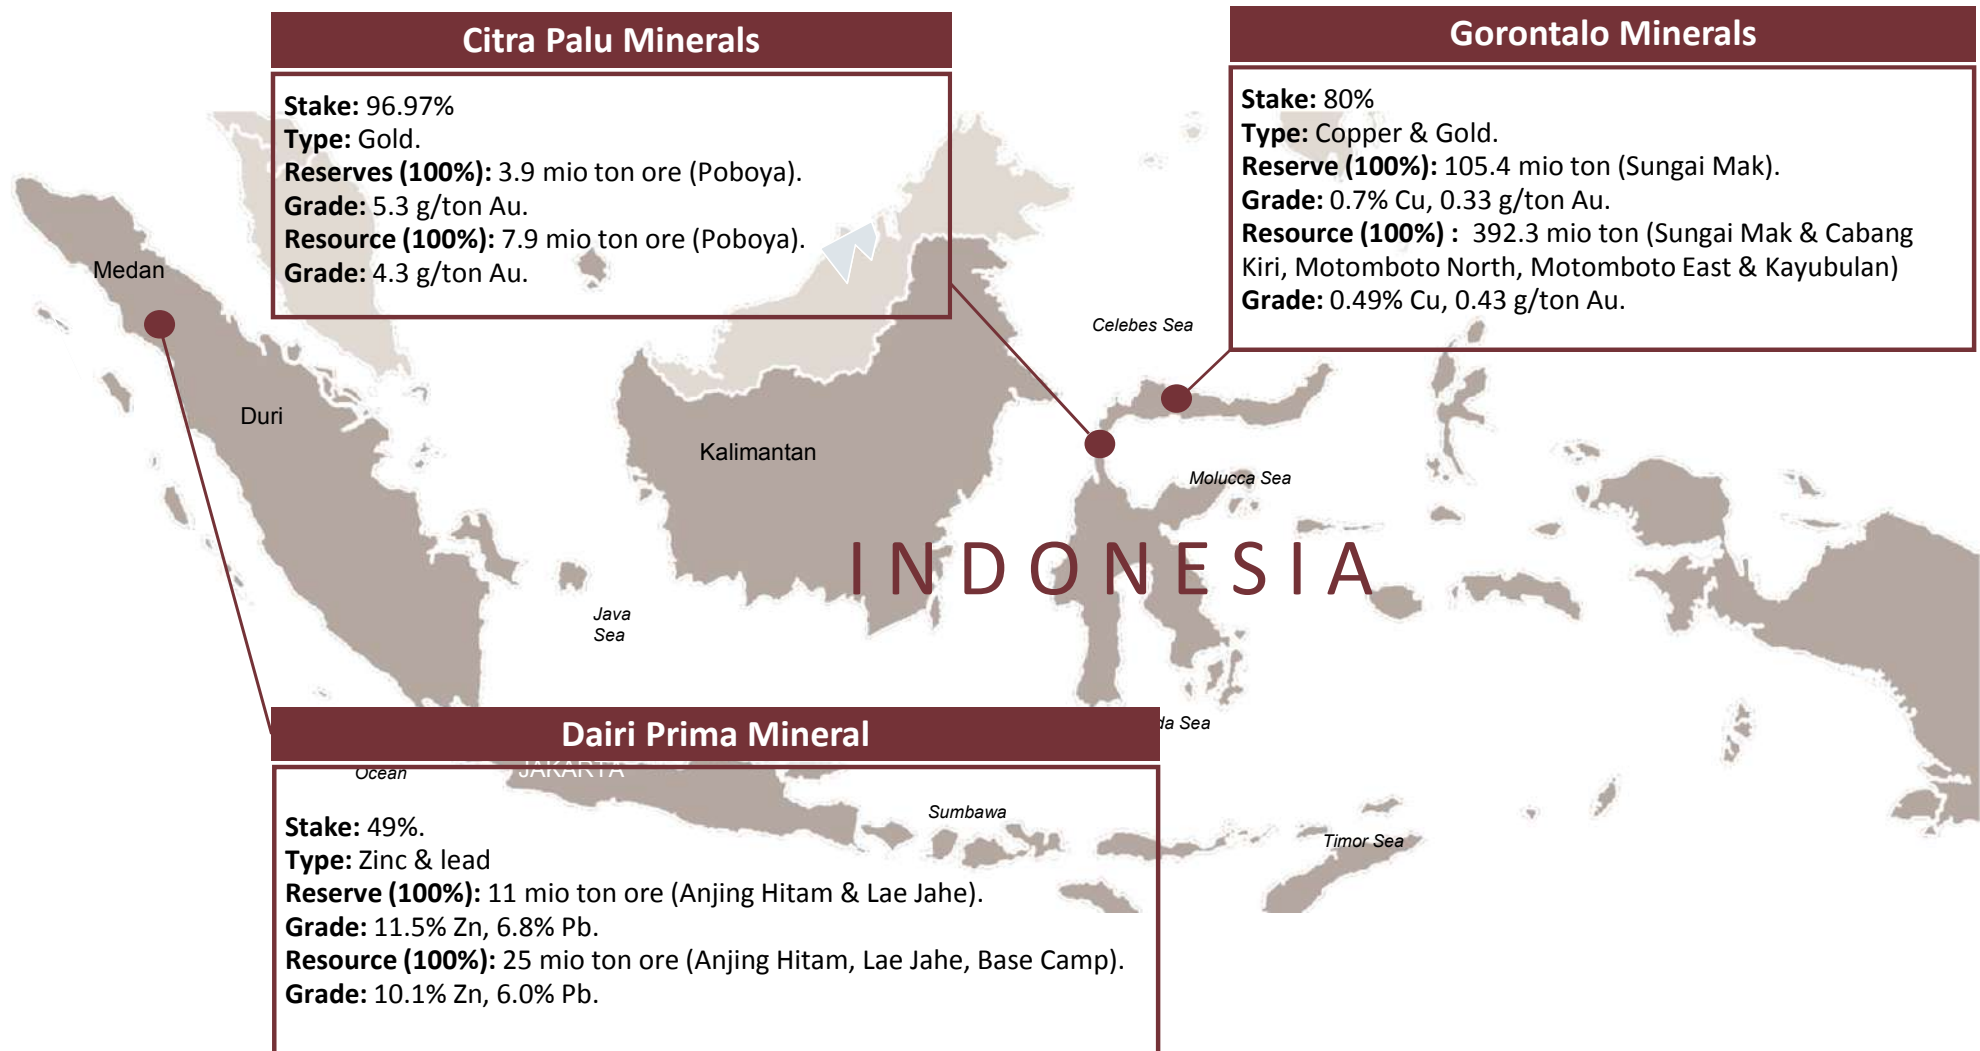 Citra Palu Minerals
Stake: 96.97%
Type: Gold.
Reserves (100%): 3.9 mio ton ore (Poboya).
Grade: 5.3 g/ton Au.
Resource (100%): 7.9 mio ton ore (Poboya).
Grade: 4.3 g/ton Au.
Gorontalo Minerals
Stake: 80%
Type: Copper & Gold.
Reserve (100%): 105.4 mio ton (Sungai Mak).
Grade: 0.7% Cu, 0.33 g/ton Au.
Resource (100%) : 392.3 mio ton (Sungai Mak & Cabang
Kiri, Motomboto North, Motomboto East & Kayubulan)
Grade: 0.49% Cu, 0.43 g/ton Au.
Medan
Duri
Kalimantan
Celebes Sea
Molucca Sea
INDONESIA
Java
Sea
da Sea
Dairi Prima Mineral
Ocean
JAKARTA
Sumbawa
Timor Sea
Stake: 49%.
Type: Zinc & lead
Reserve (100%): 11 mio ton ore (Anjing Hitam & Lae Jahe).
Grade: 11.5% Zn, 6.8% Pb.
Resource (100%): 25 mio ton ore (Anjing Hitam, Lae Jahe, Base Camp).
Grade: 10.1% Zn, 6.0% Pb.